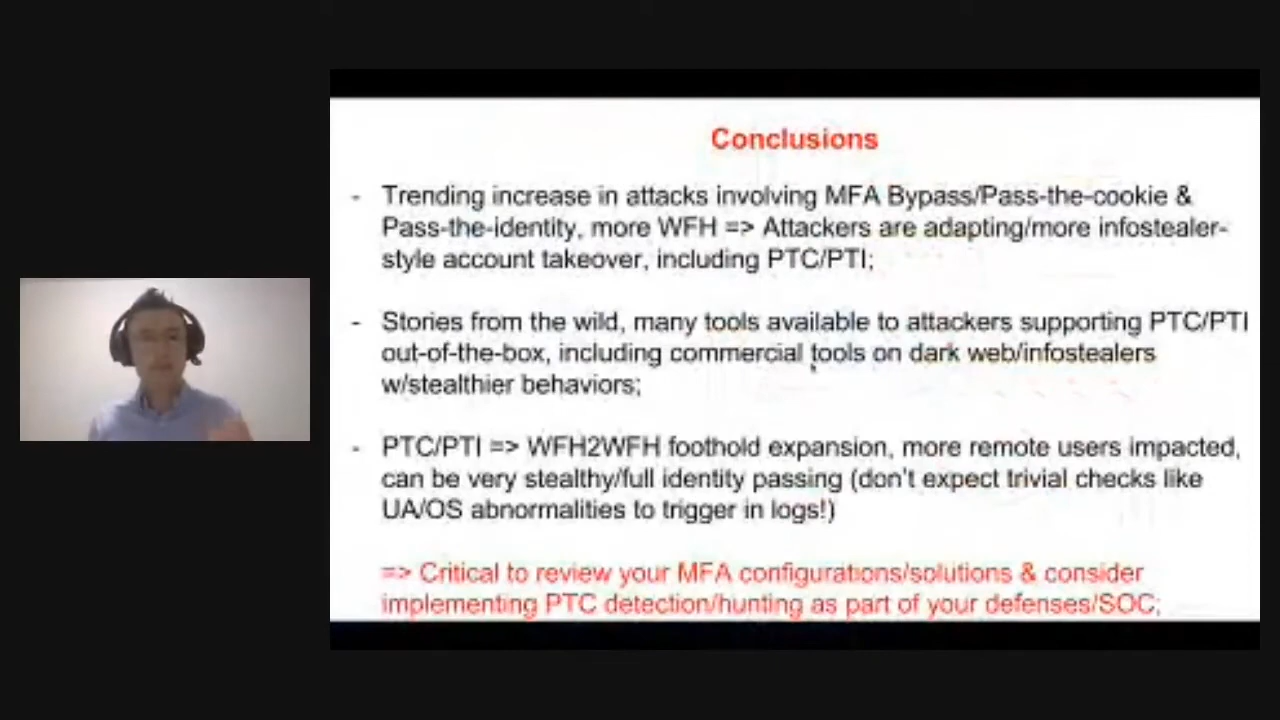 Conclusions
- Trending increase in attacks involving MFA Bypass/Pass-the-cookie &
Pass-the-identity, more WFH => Attackers are adapting/more infostealer-
style account takeover, including PTC/PTI;
- Stories from the wild, many tools available to attackers supporting PTC/PTI
out-of-the-box, including commercial tools on dark web/infostealers
w/stealthier behaviors;
- PTC/PTI => WFH2WFH foothold expansion, more remote users impacted,
can be very stealthy/full identity passing (don't expect trivial checks like
UA/OS abnormalities to trigger in logs!)
=> Critical to review your MFA configurations/solutions & consider
implementing PTC detection/hunting as part of your defenses/SOC;